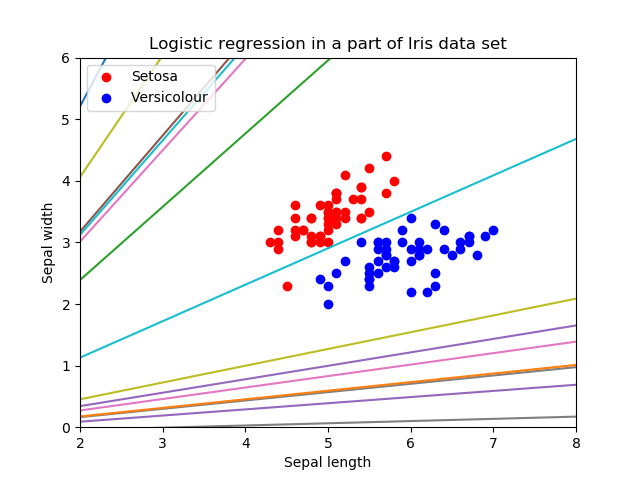 Logistic regression in a part of Iris data set
Setosa
Versicolour
Sepal width
6
5
4
3
2
1
0
2 3 4 5 6 7 8
Sepal length